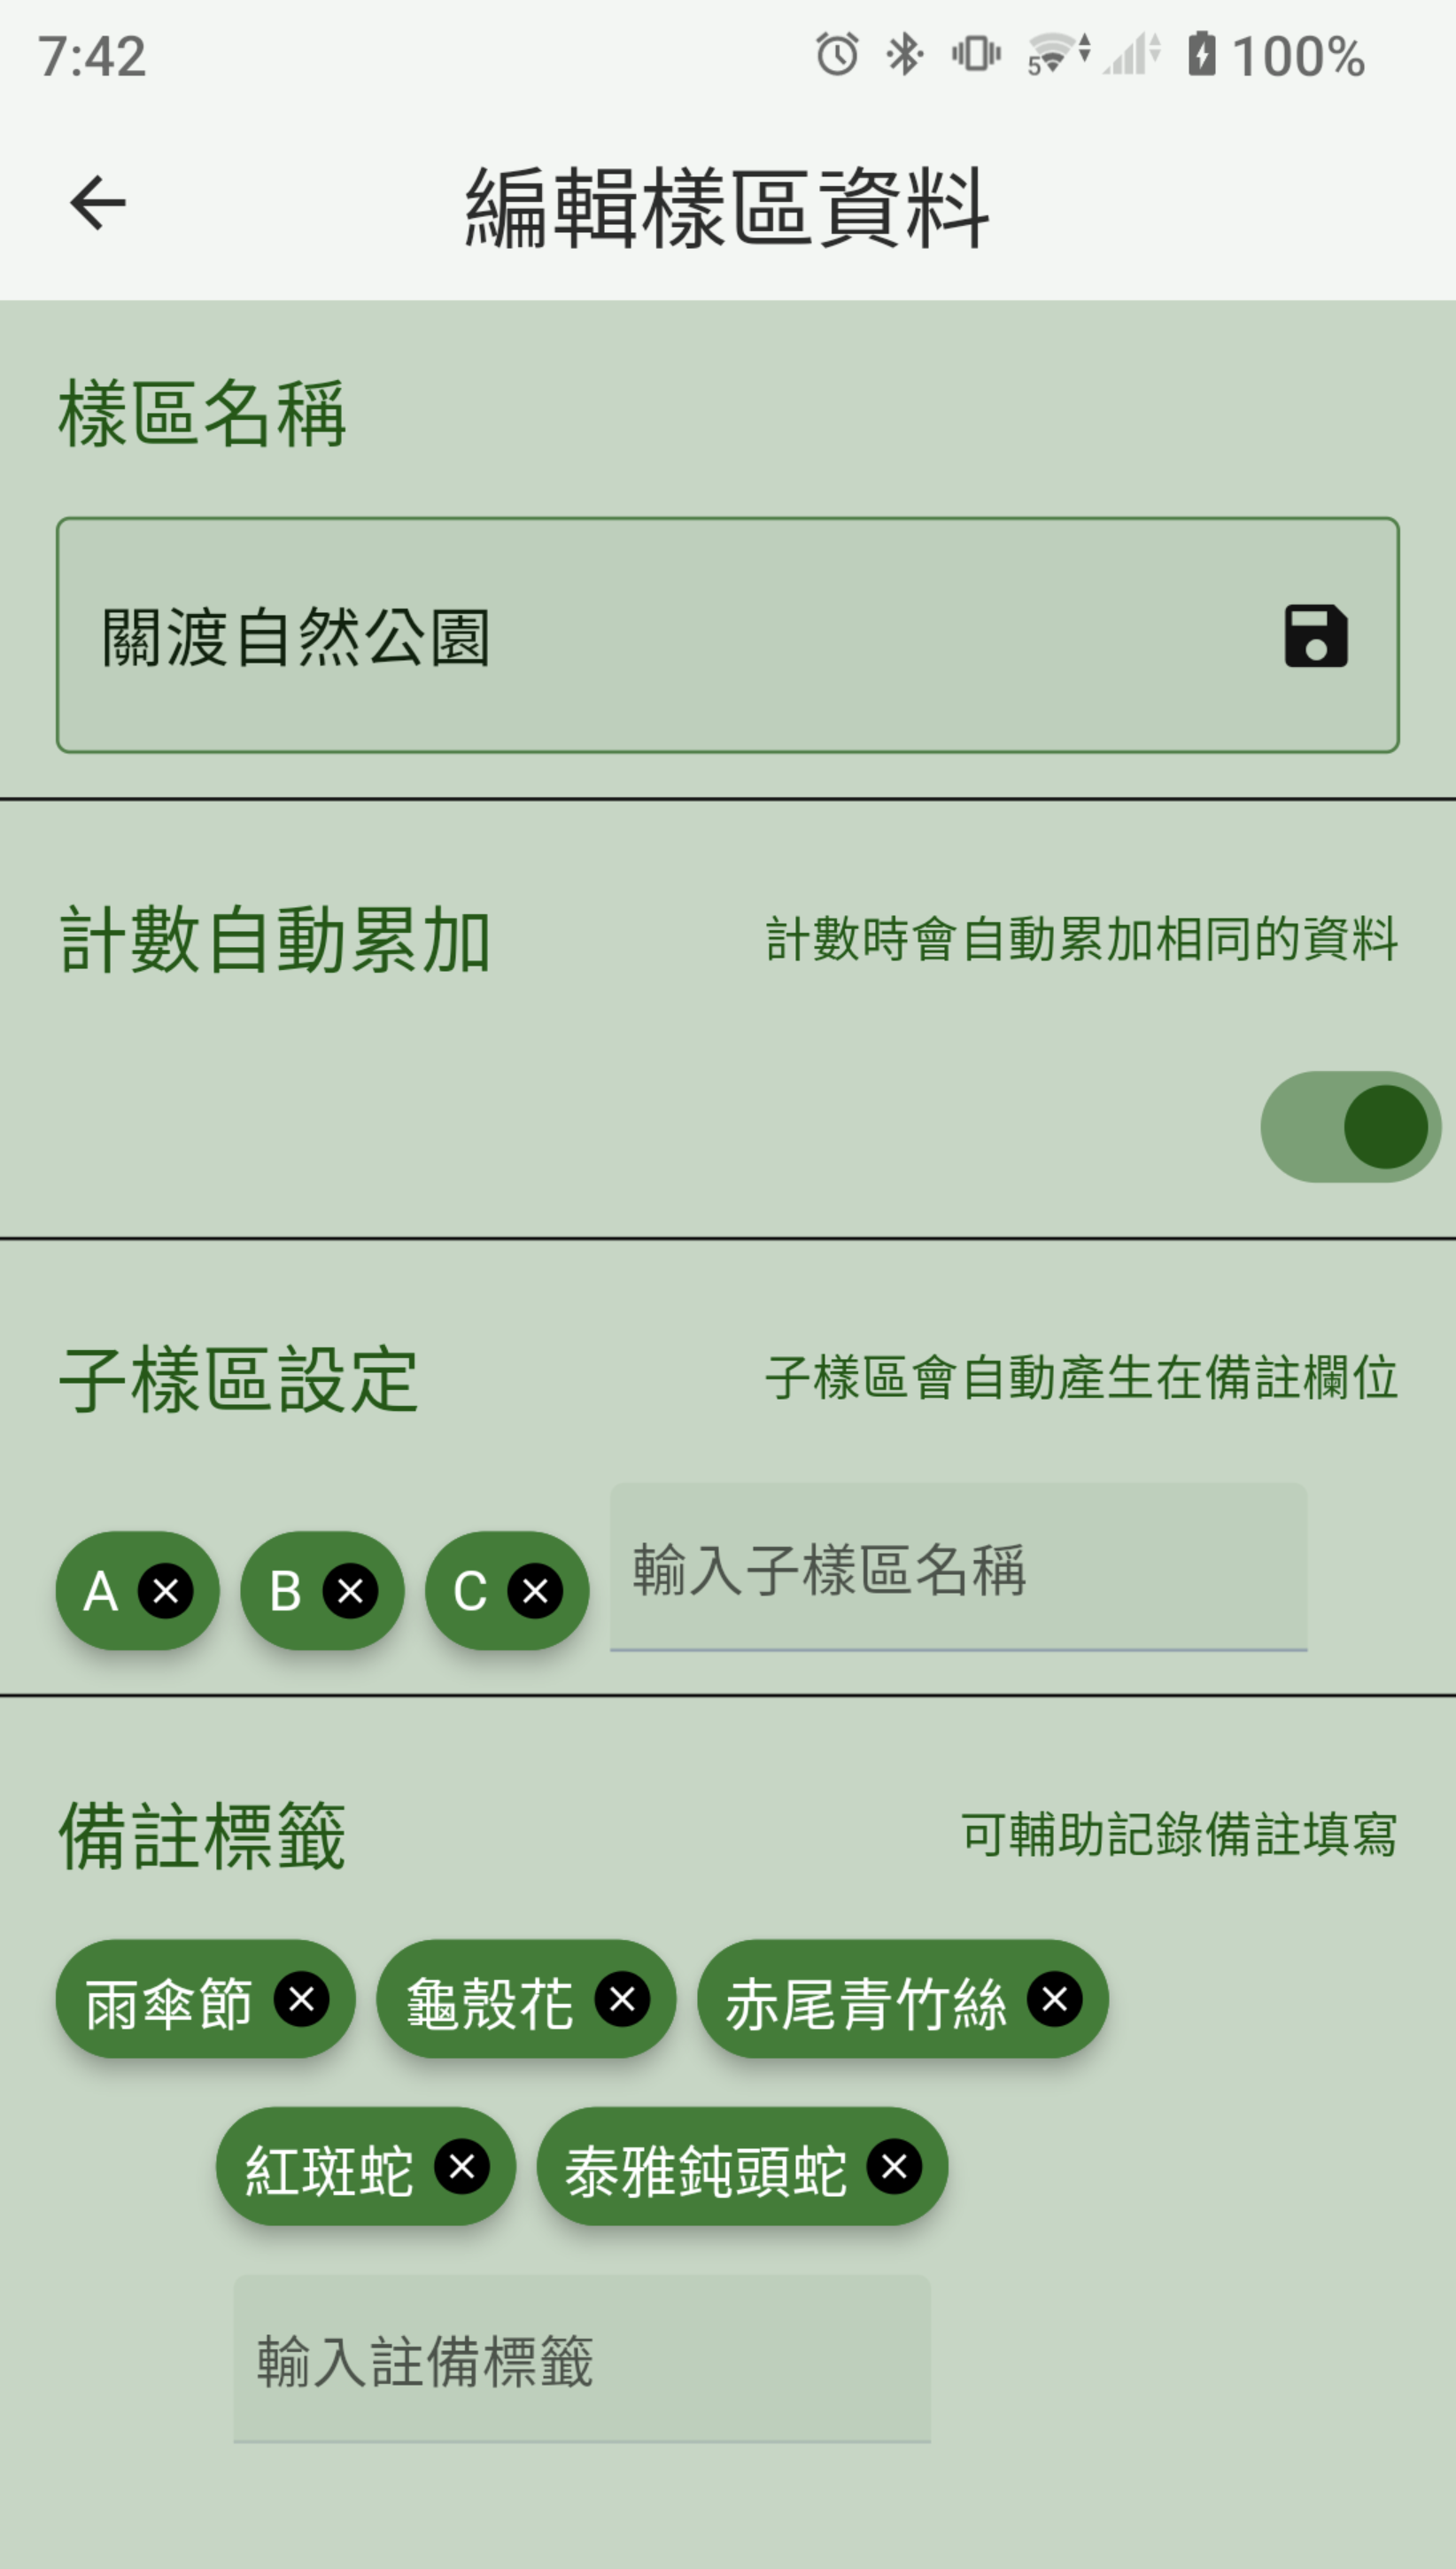 7:42 5 100%
編輯樣區資料
樣區名稱
關渡自然公園
計數自動累加 計數時會自動累加相同的資料
子樣區設定 子樣區會自動產生在備註欄位
A B C 輸入子樣區名稱
備註標籤 可輔助記錄備註填寫
雨傘節 龜殼花 赤尾青竹絲
紅斑蛇 泰雅鈍頭蛇
輸入註備標籤